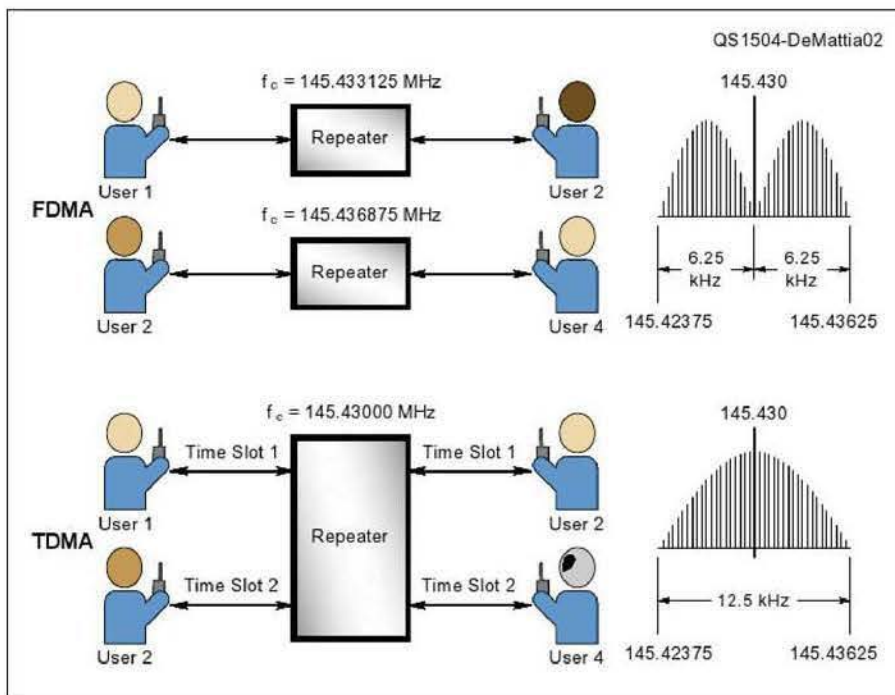 QS1504-DeMattia02
f c = 145.433125 MHz
145.430
Repeater
User 1
User 2
FDMA
f c = 145.436875 MHz
Repeater
6.25 kHz
6.25 kHz
User 2
User 4
145.42375
145.43625
f c = 145.43000 MHz
145.430
Time Slot 1
Time Slot 1
User 1
User 2
TDMA
Repeater
Time Slot 2
Time Slot 2
12.5 kHz
User 2
User 4
145.42375
145.43625